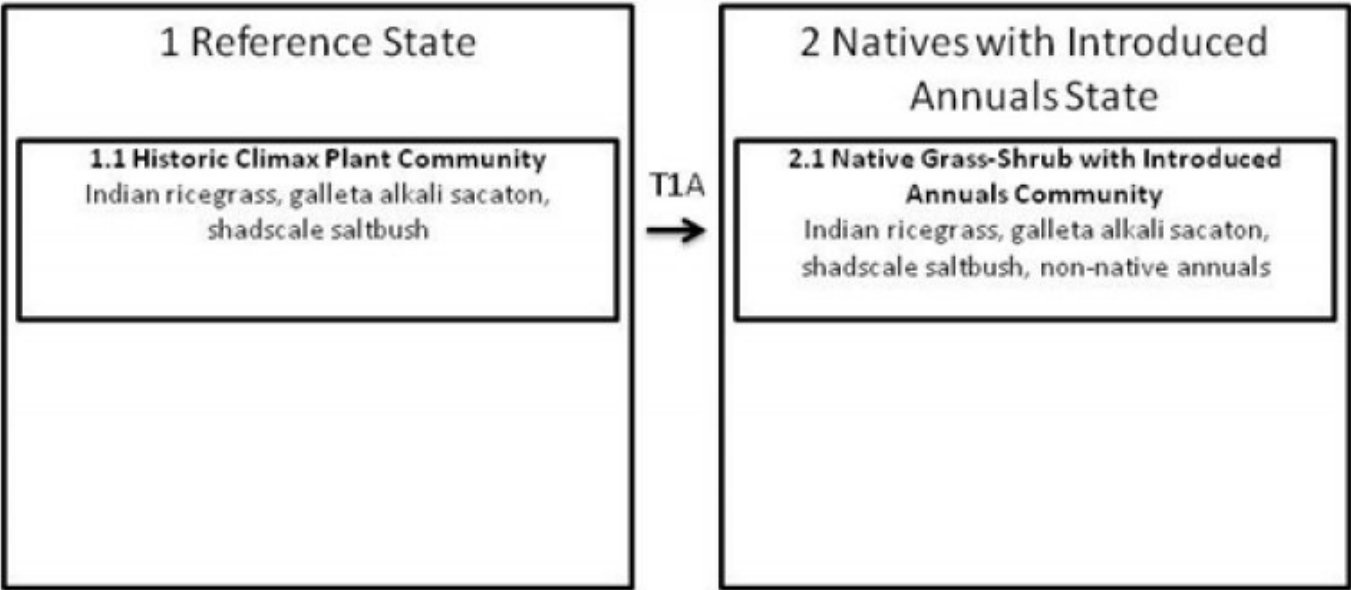 1 Reference State
1.1 Historic Climax Plant Community
Indian ricegrass, galleta alkali sacaton,
shadscale saltbush
T1A
2 Natives with Introduced
Annuals State
2.1 Native Grass-Shrub with Introduced
Annuals Community
Indian ricegrass, galleta alkali sacaton,
shadscale saltbush, non-native annuals